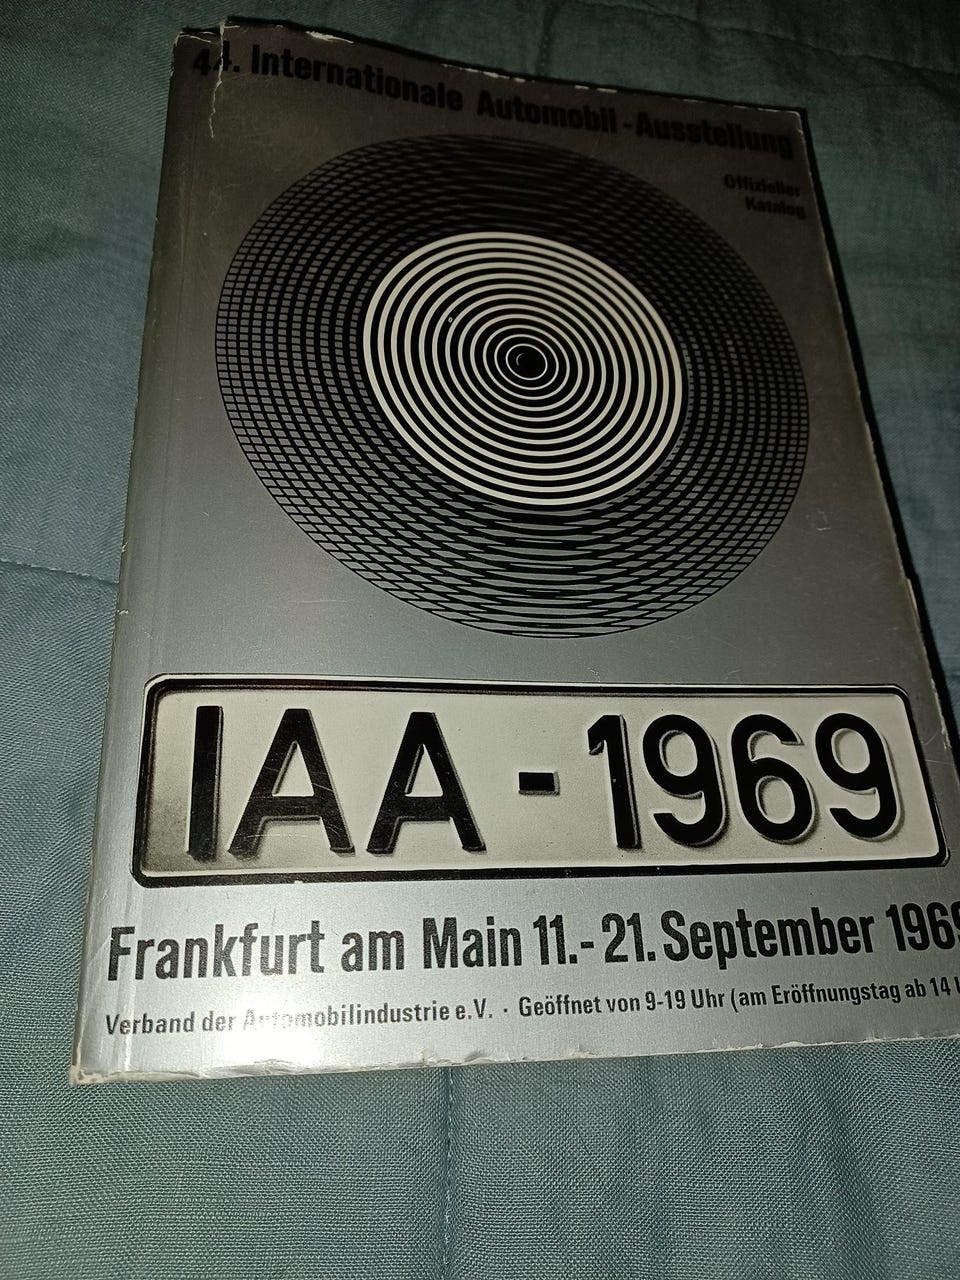 44. Internationale Automobil-Ausstellung
Offizieller
Katalog
IAA-1969
Frankfurt am Main 11.-21. September 1969
Verband der Automobilindustrie e.V. · Geöffnet von 9-19 Uhr (am Eröffnungstag ab 14